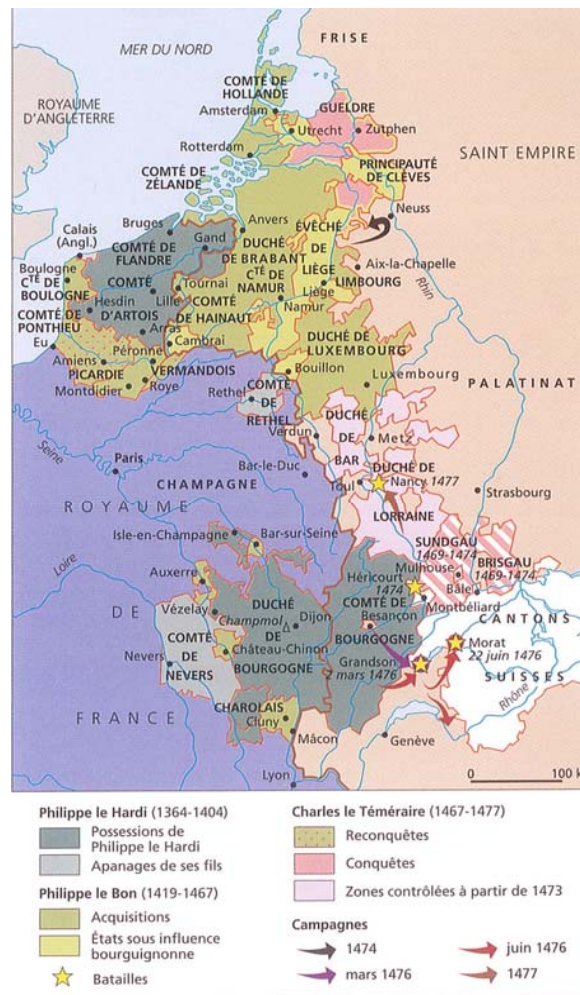 FRISE
MER DU NORD
COMTÉ DE
HOLLANDE
ROYAUME
D'ANGLETERRE
Amsterdam
GUELDRE
Utrecht
Zutphen
Rotterdam
SAINT EMPIRE
PRINCIPAUTÉ
DE CLÈVES
COMTÉ DE
ZÉLANDE
Neuss
Calais
(Angl.)
Bruges
Anvers
ÉVÊCHÉ
DE
LIÈGE
Gand
COMTÉ DE
FLANDRE
DUCHÉ
DE BRABANT
Rhin
Aix-la-Chapelle
Boulogne
CTÉ DE
BOULOGNE
COMTÉ
D'ARTOIS
Tournai
CTÉ DE
NAMUR
Liège
LIMBOURG
Hesdin
Lille
COMTÉ
DE HAINAUT
Namur
COMTÉ DE
PONTHIEU
Arras
Eu
Cambrai
DUCHÉ DE
LUXEMBOURG
Péronne
Amiens
VERMANDOIS
PICARDIE
Bouillon
Luxembourg
Montdidier
Roye
Rethel
COMTÉ
DE
RETHEL
PALATINAT
DUCHÉ
DE
BAR
Verdun
Metz
Seine
Paris
Bar-le-Duc
DUCHÉ DE
LORRAINE
CHAMPAGNE
Toul
Nancy 1477
Strasbourg
ROYAUME
Isle-en-Champagne
Bar-sur-Seine
SUNDGAU
1469-1474
BRISGAU
1469-1474
Loire
Auxerre
Héricourt
1474
Mulhouse
Bâle
Montbéliard
Vézelay
DUCHÉ
DE
BOURGOGNE
Champmol
Dijon
COMTÉ DE
BOURGOGNE
Besançon
CANTONS
SUISSES
DE
COMTÉ
DE
NEVERS
Nevers
Château-Chinon
Grandson
2 mars 1476
Morat
22 juin 1476
FRANCE
CHAROLAIS
Cluny
Rhône
Mâcon
Genève
Lyon
0
100 k
Philippe le Hardi (1364-1404)
Possessions de
Philippe le Hardi
Apanages de ses fils
Philippe le Bon (1419-1467)
Acquisitions
États sous influence
bourguignonne
Batailles
Charles le Téméraire (1467-1477)
Reconquêtes
Conquêtes
Zones contrôlées à partir de 1473
Campagnes
1474
juin 1476
mars 1476
1477